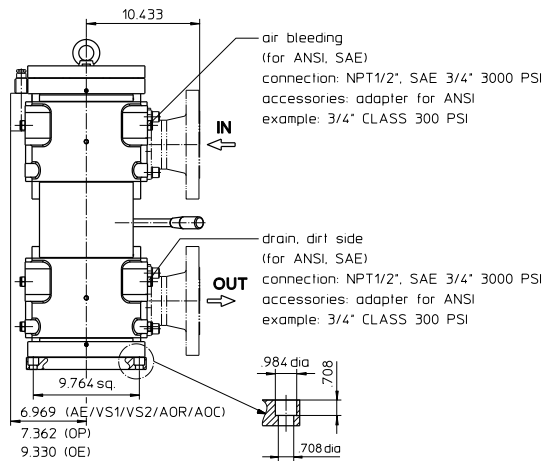 10.433
air bleeding
(for ANSI, SAE)
connection: NPT1/2", SAE 3/4" 3000 PSI
accessories: adapter for ANSI
example: 3/4" CLASS 300 PSI
IN
drain, dirt side
(for ANSI, SAE)
connection: NPT1/2", SAE 3/4" 3000 PSI
accessories: adapter for ANSI
example: 3/4" CLASS 300 PSI
OUT
.984 dia
.708
9.764 sq.
6.969 (AE/VS1/VS2/AOR/AOC)
7.362 (OP)
9.330 (OE)
.708 dia